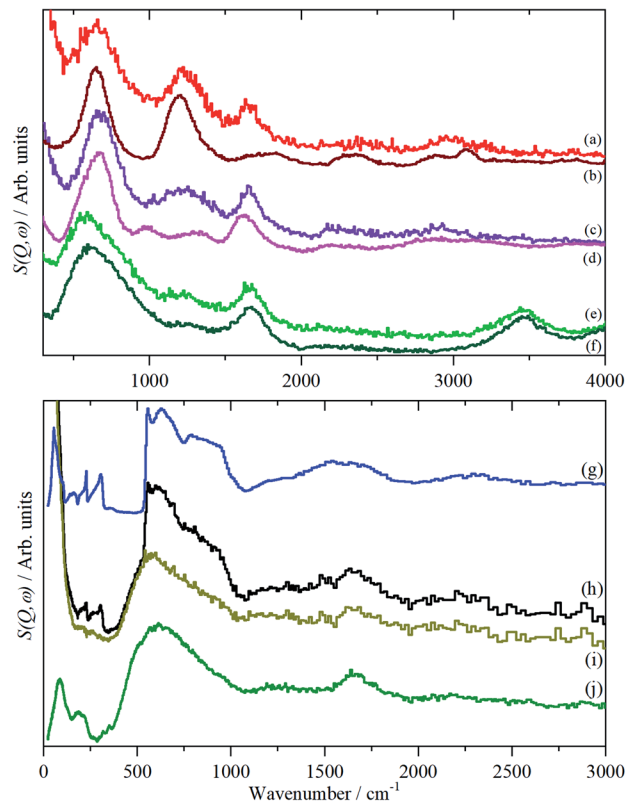 S(Q,ω) / Arb. units
(a)
(b)
(c)
(d)
(e)
(f)
1000 2000 3000 4000
S(Q,ω) / Arb. units
(g)
(h)
(i)
(j)
0 500 1000 1500 2000 2500 3000
Wavenumber / cm⁻¹